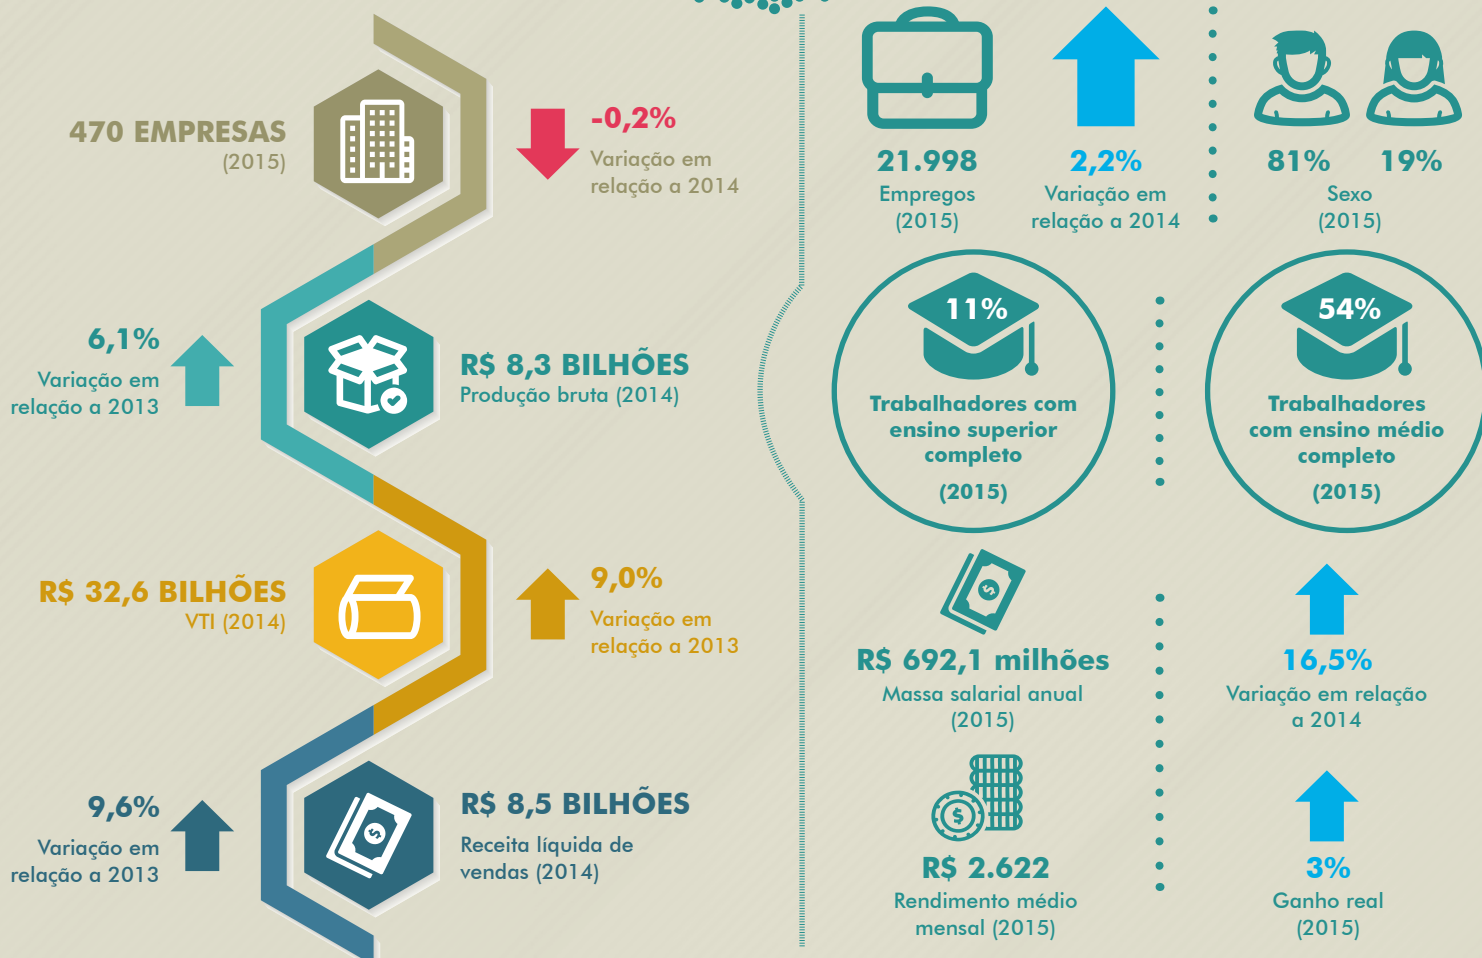 470 EMPRESAS
(2015)
-0,2%
Variação em
relação a 2014
6,1%
Variação em
relação a 2013
R$ 8,3 BILHÕES
Produção bruta (2014)
R$ 32,6 BILHÕES
VTI (2014)
9,0%
Variação em
relação a 2013
9,6%
Variação em
relação a 2013
R$ 8,5 BILHÕES
Receita líquida de
vendas (2014)
21.998
Empregos
(2015)
2,2%
Variação em
relação a 2014
81% 19%
Sexo
(2015)
11%
Trabalhadores com
ensino superior
completo
(2015)
54%
Trabalhadores
com ensino médio
completo
(2015)
R$ 692,1 milhões
Massa salarial anual
(2015)
16,5%
Variação em relação
a 2014
R$ 2.622
Rendimento médio
mensal (2015)
3%
Ganho real
(2015)